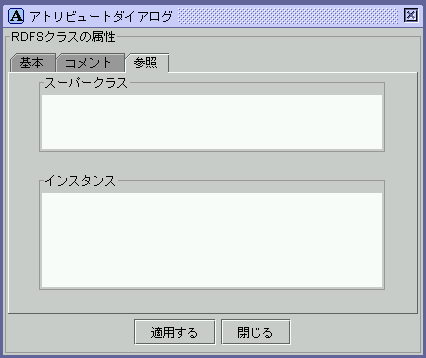 A アトリビュートダイアログ
RDFSクラスの属性
基本 コメント 参照
スーパークラス
インスタンス
適用する 閉じる